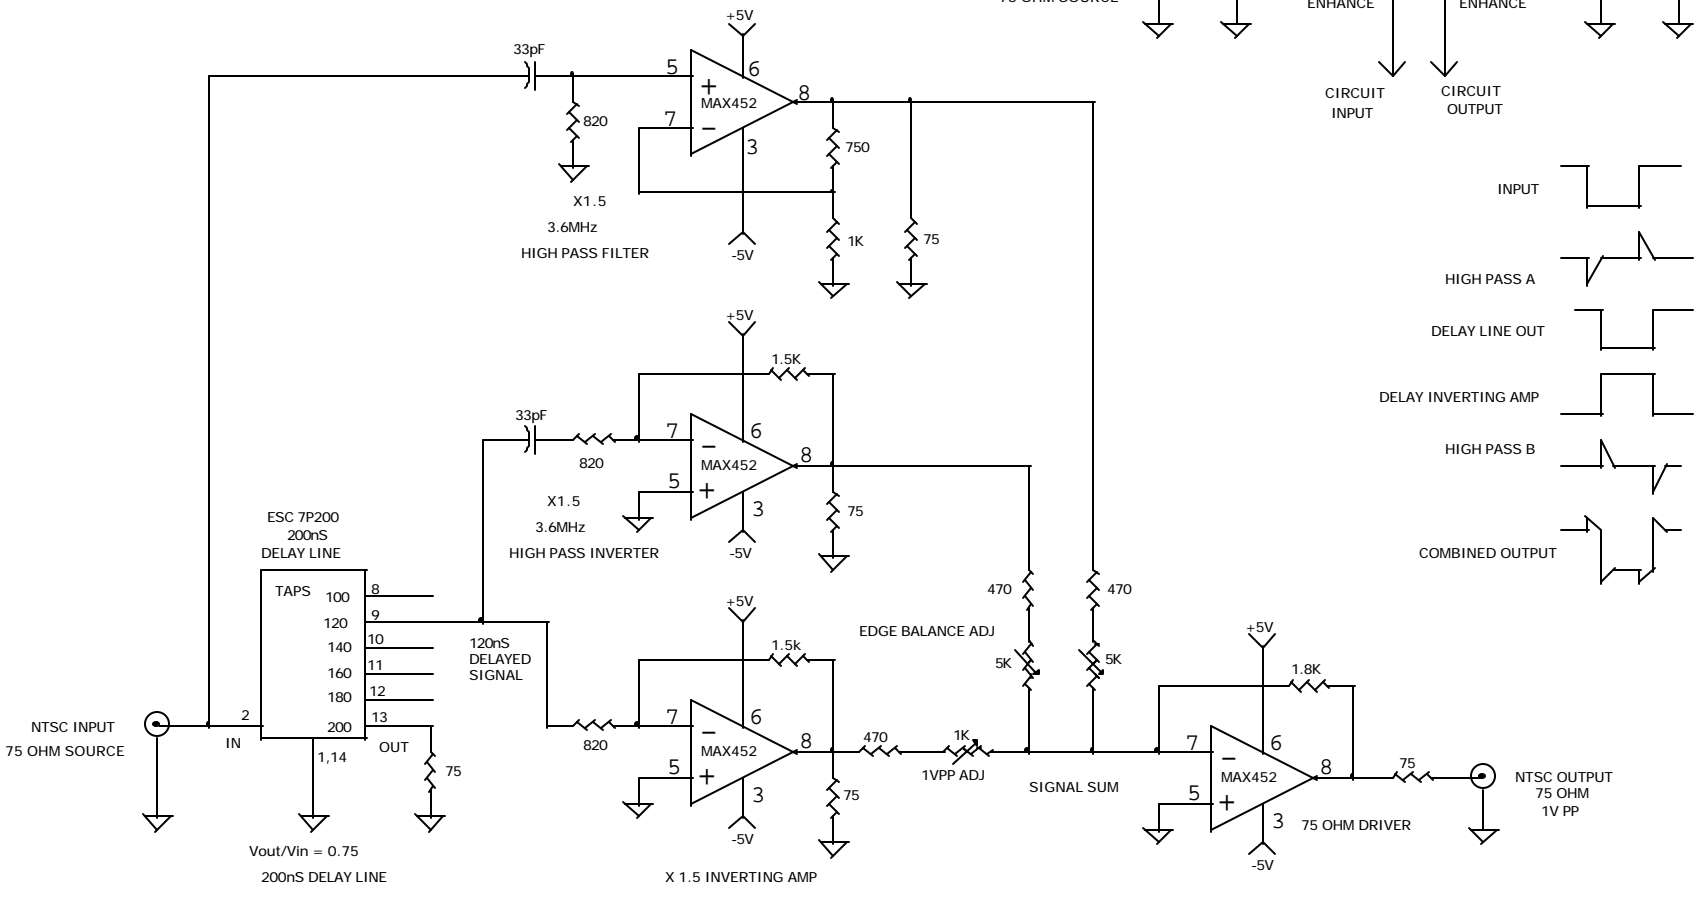 75 OHM SOURCE
ENHANCE
ENHANCE
CIRCUIT
INPUT
CIRCUIT
OUTPUT
+5V
33pF
5
6
+
MAX452
8
820
7
−
3
750
X1.5
3.6MHz
HIGH PASS FILTER
-5V
1K
75
INPUT
HIGH PASS A
DELAY LINE OUT
DELAY INVERTING AMP
HIGH PASS B
COMBINED OUTPUT
+5V
1.5K
33pF
7
6
−
MAX452
8
820
5
+
3
75
X1.5
3.6MHz
HIGH PASS INVERTER
-5V
ESC 7P200
200nS
DELAY LINE
TAPS
100
8
120
9
140
10
160
11
180
12
200
13
2
IN
OUT
1,14
75
NTSC INPUT
75 OHM SOURCE
Vout/Vin = 0.75
200nS DELAY LINE
120nS
DELAYED
SIGNAL
470
470
EDGE BALANCE ADJ
5K
5K
+5V
1.5k
7
6
−
MAX452
8
820
5
+
3
75
-5V
X 1.5 INVERTING AMP
470
1K
1VPP ADJ
SIGNAL SUM
+5V
1.8K
7
6
−
MAX452
8
5
+
3
75 OHM DRIVER
-5V
75
NTSC OUTPUT
75 OHM
1V PP